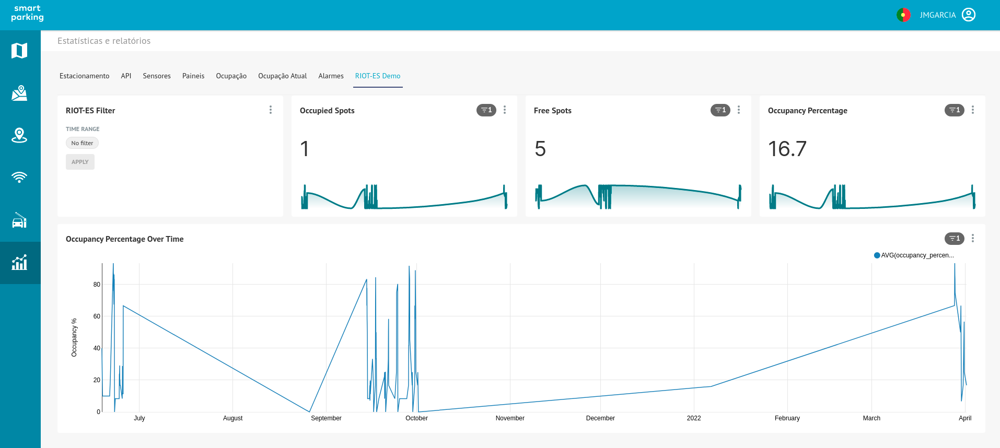 smart
parking
JMGARCIA
Estatísticas e relatórios
Estacionamento API Sensores Paineis Ocupação Ocupação Atual Alarmes RIOT-ES Demo
RIOT-ES Filter
TIME RANGE
No filter
APPLY
Occupied Spots
1
1
Free Spots
1
5
Occupancy Percentage
1
16.7
Occupancy Percentage Over Time
1
AVG(occupancy_percen...
Occupancy %
80
60
40
20
0
July August September October November December 2022 February March April